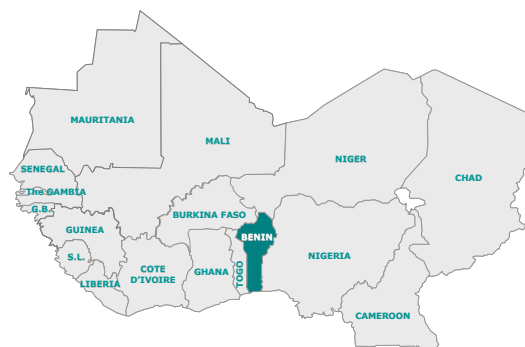 MAURITANIA
MALI
NIGER
CHAD
SENEGAL
The GAMBIA
G.B.
GUINEA
S.L.
LIBERIA
COTE
D'IVOIRE
BURKINA FASO
GHANA
TOGO
BENIN
NIGERIA
CAMEROON